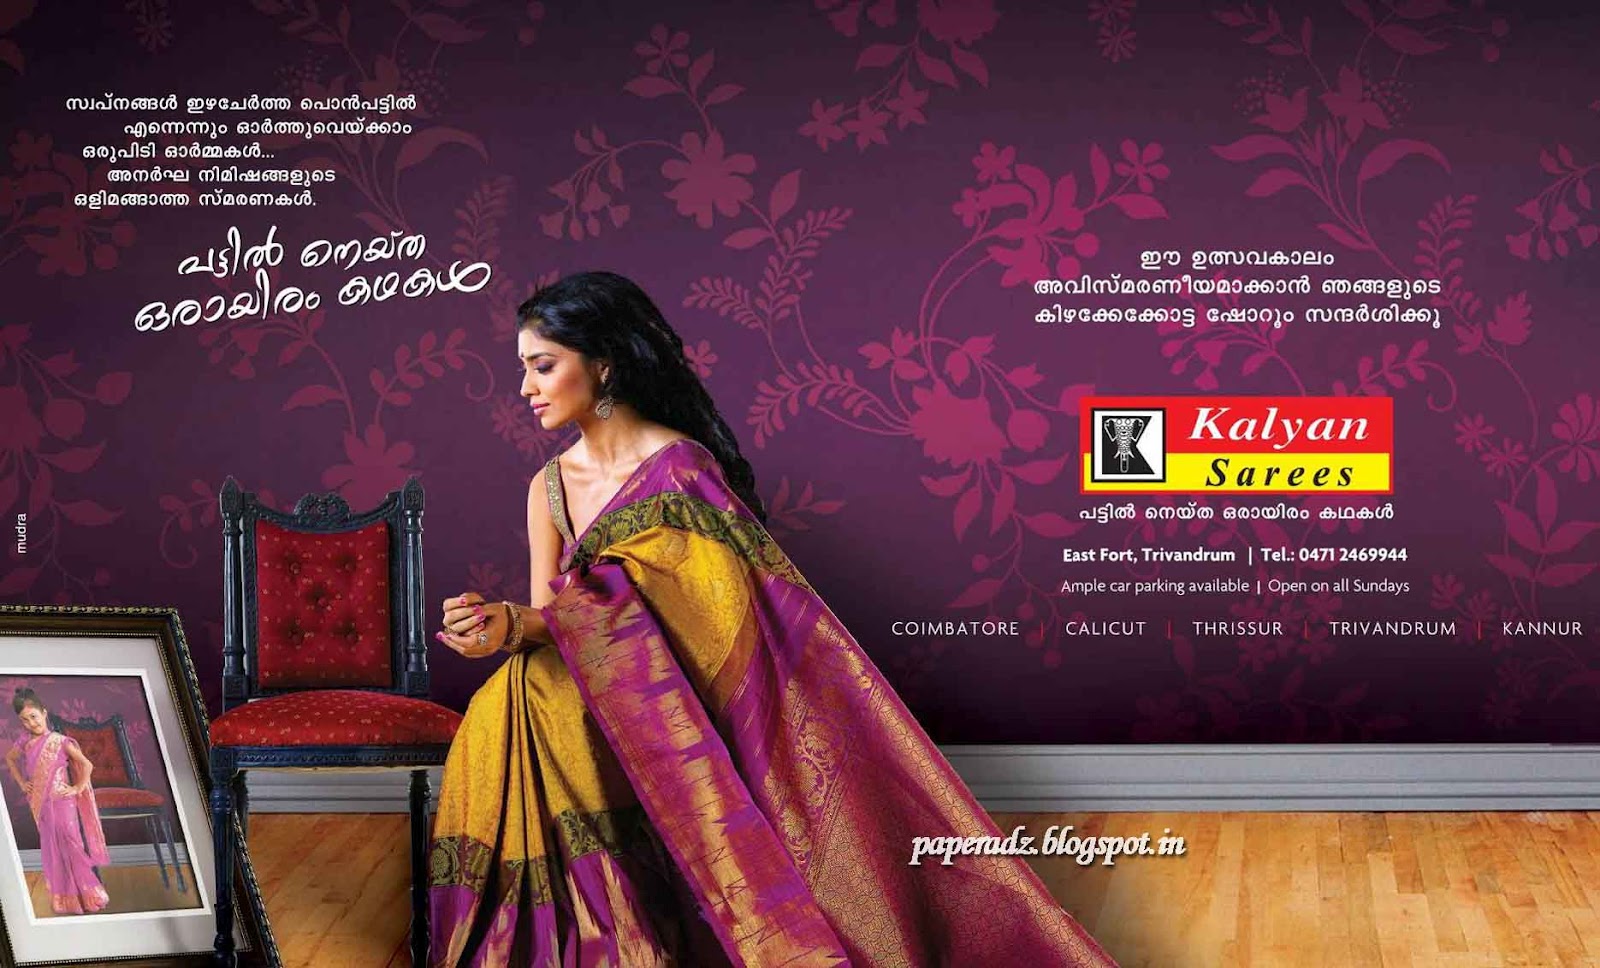 സ്വപ്നങ്ങൾ ഇഴചേർത്ത പൊൻപട്ടിൽ
എന്നെന്നും ഓർത്തുവെയ്ക്കാം
ഒരുപിടി ഓർമ്മകൾ...
അനർഘ നിമിഷങ്ങളുടെ
ഒളിമങ്ങാത്ത സ്മരണകൾ.
പട്ടിൽ നെയ്ത
ഒരായിരം കഥകൾ
mudra
ഈ ഉത്സവകാലം
അവിസ്മരണീയമാക്കാൻ ഞങ്ങളുടെ
കിഴക്കേക്കോട്ട ഷോറൂം സന്ദർശിക്കൂ
Kalyan
Sarees
പട്ടിൽ നെയ്ത ഒരായിരം കഥകൾ
East Fort, Trivandrum | Tel.: 0471 2469944
Ample car parking available | Open on all Sundays
COIMBATORE | CALICUT | THRISSUR | TRIVANDRUM | KANNUR
paperadz.blogspot.in